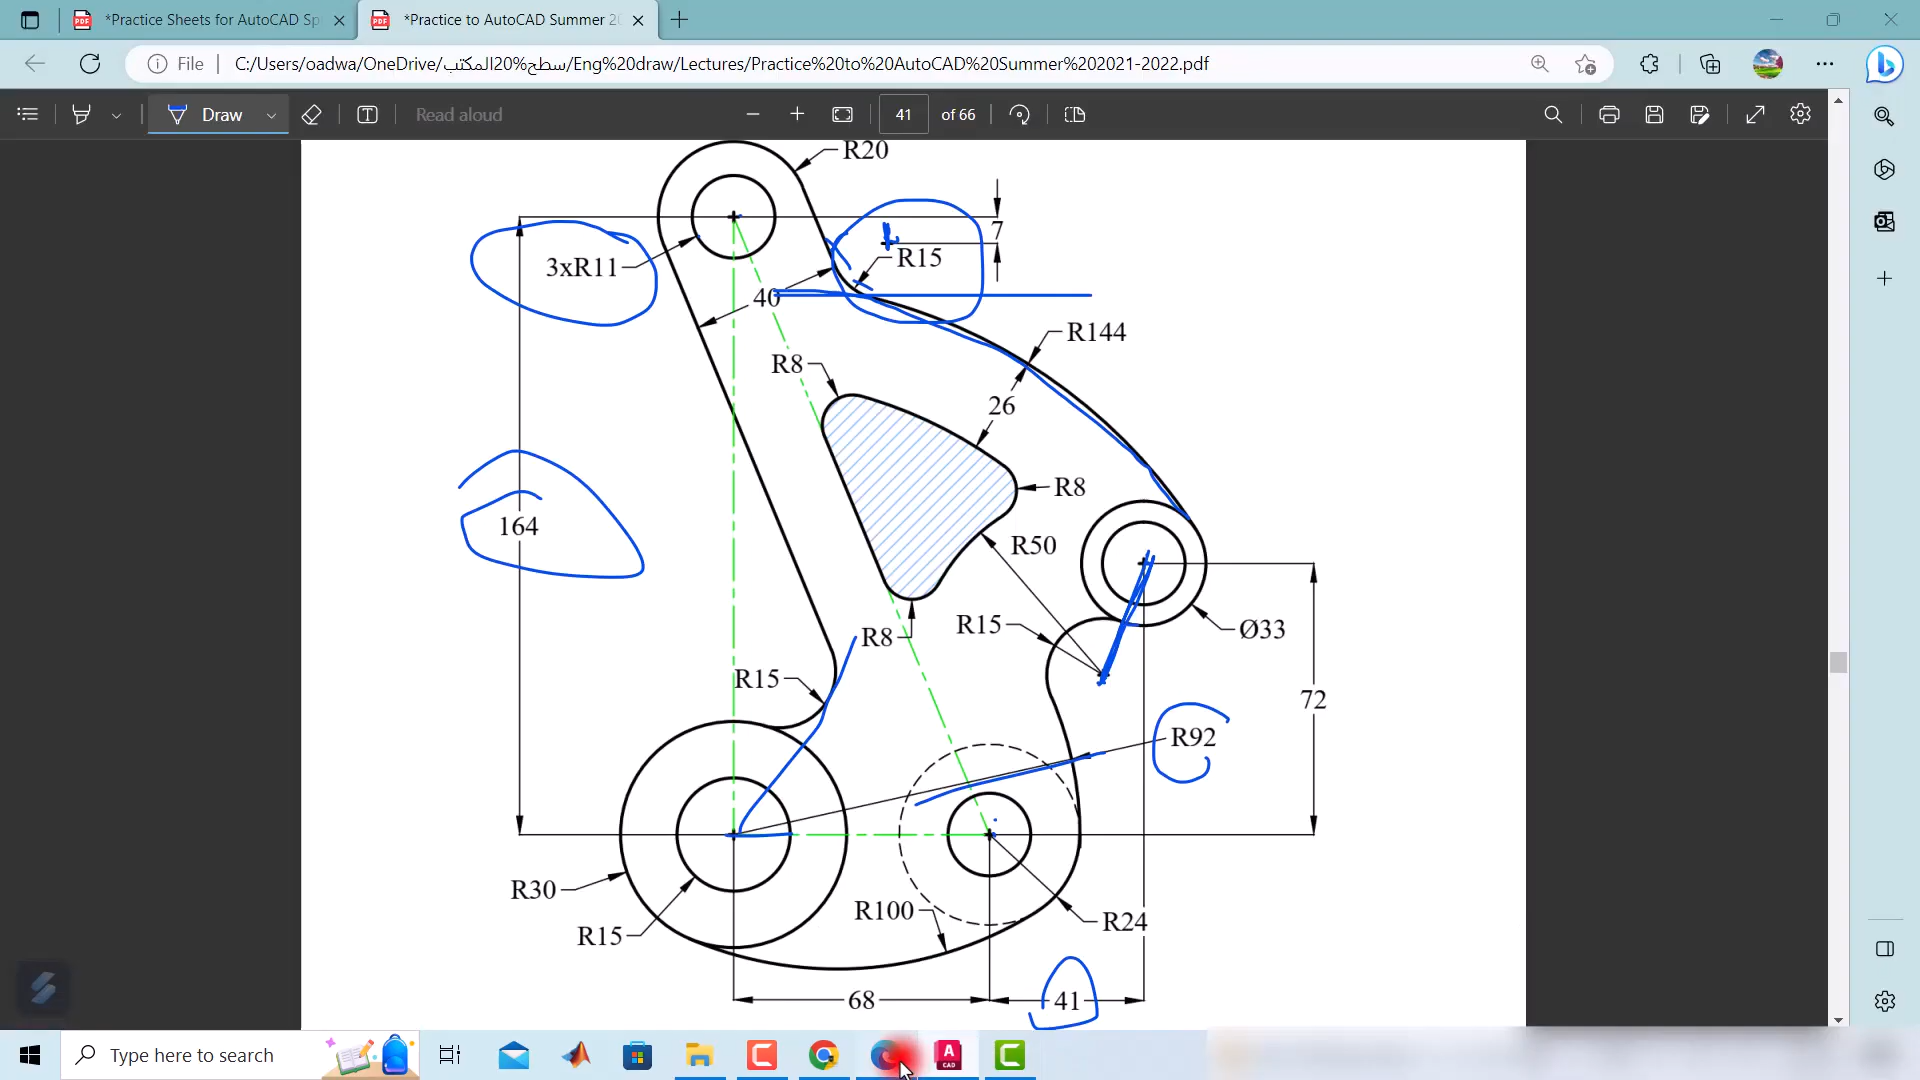 *Practice Sheets for AutoCAD Sp
*Practice to AutoCAD Summer 20
File
C:/Users/oadwa/OneDrive/سطح%20المكتب/Eng%20draw/Lectures/Practice%20to%20AutoCAD%20Summer%202021-2022.pdf
Draw
Read aloud
41 of 66
R20
7
3xR11
R15
40
R144
R8
26
R8
164
R50
R15
Ø33
R8
R15
72
R92
R30
R100
R24
R15
68
41
Type here to search
A
CAD